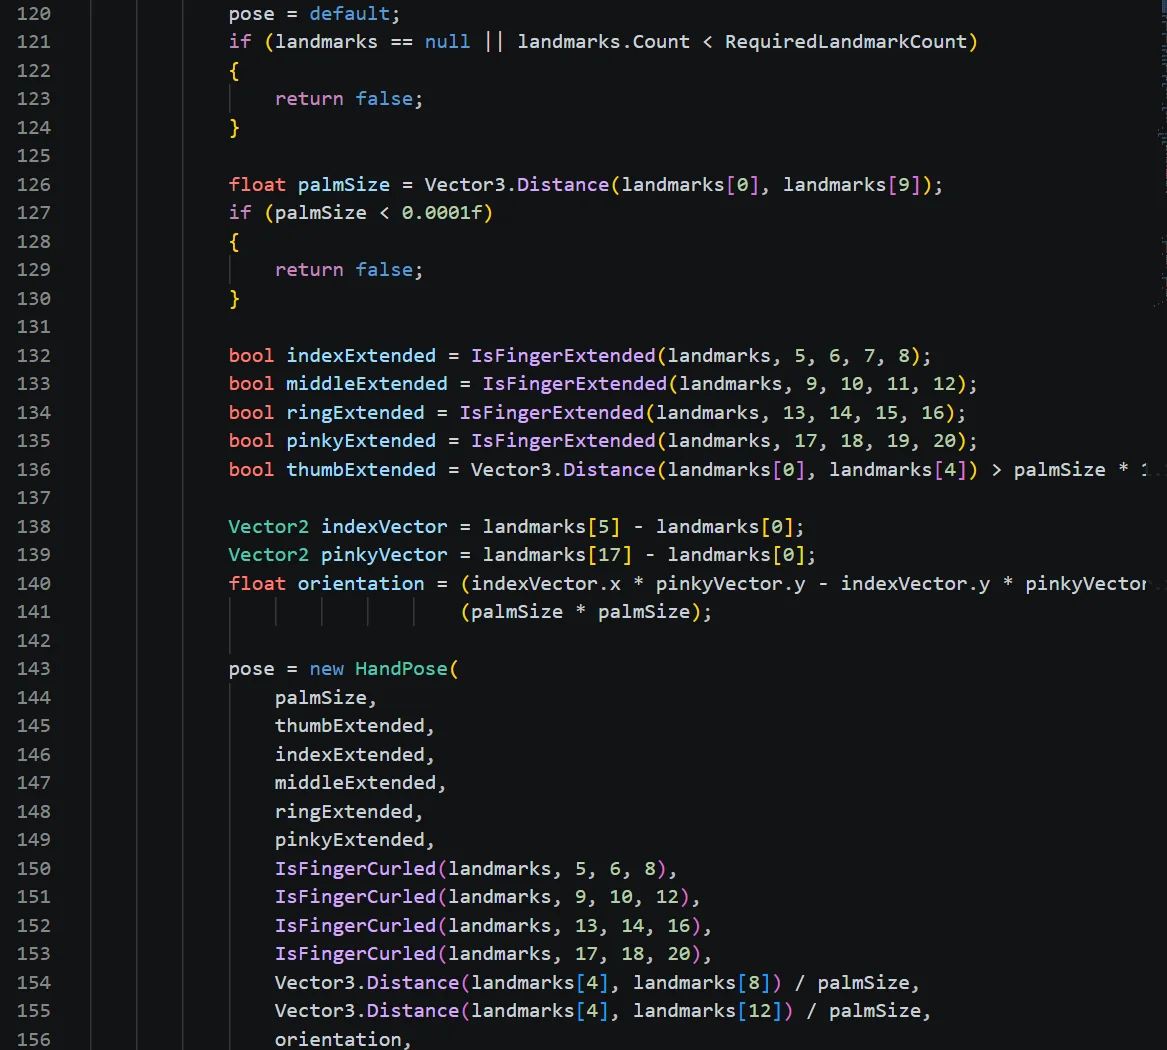 120 pose = default;
121 if (landmarks == null || landmarks.Count < RequiredLandmarkCount)
122 {
123 return false;
124 }
125
126 float palmSize = Vector3.Distance(landmarks[0], landmarks[9]);
127 if (palmSize < 0.0001f)
128 {
129 return false;
130 }
131
132 bool indexExtended = IsFingerExtended(landmarks, 5, 6, 7, 8);
133 bool middleExtended = IsFingerExtended(landmarks, 9, 10, 11, 12);
134 bool ringExtended = IsFingerExtended(landmarks, 13, 14, 15, 16);
135 bool pinkyExtended = IsFingerExtended(landmarks, 17, 18, 19, 20);
136 bool thumbExtended = Vector3.Distance(landmarks[0], landmarks[4]) > palmSize *
137
138 Vector2 indexVector = landmarks[5] - landmarks[0];
139 Vector2 pinkyVector = landmarks[17] - landmarks[0];
140 float orientation = (indexVector.x * pinkyVector.y - indexVector.y * pinkyVector
141 (palmSize * palmSize);
142
143 pose = new HandPose(
144 palmSize,
145 thumbExtended,
146 indexExtended,
147 middleExtended,
148 ringExtended,
149 pinkyExtended,
150 IsFingerCurled(landmarks, 5, 6, 8),
151 IsFingerCurled(landmarks, 9, 10, 12),
152 IsFingerCurled(landmarks, 13, 14, 16),
153 IsFingerCurled(landmarks, 17, 18, 20),
154 Vector3.Distance(landmarks[4], landmarks[8]) / palmSize,
155 Vector3.Distance(landmarks[4], landmarks[12]) / palmSize,
156 orientation,